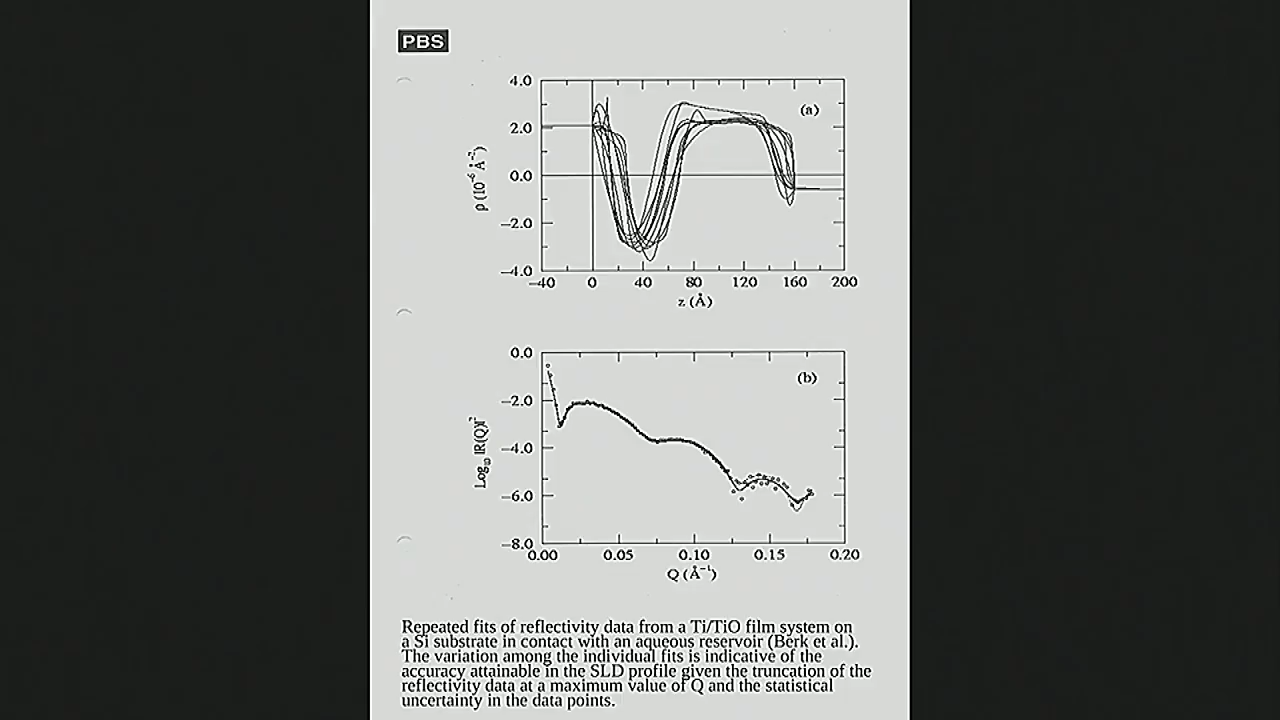 PBS
4.0
(a)
2.0
0.0
−2.0
−4.0
ρ (10⁻⁶ Å⁻²)
−40 0 40 80 120 160 200
z (Å)
0.0
(b)
−2.0
−4.0
−6.0
−8.0
Log₁₀ |R(Q)|²
0.00 0.05 0.10 0.15 0.20
Q (Å⁻¹)
Repeated fits of reflectivity data from a Ti/TiO film system on
a Si substrate in contact with an aqueous reservoir (Berk et al.).
The variation among the individual fits is indicative of the
accuracy attainable in the SLD profile given the truncation of the
reflectivity data at a maximum value of Q and the statistical
uncertainty in the data points.